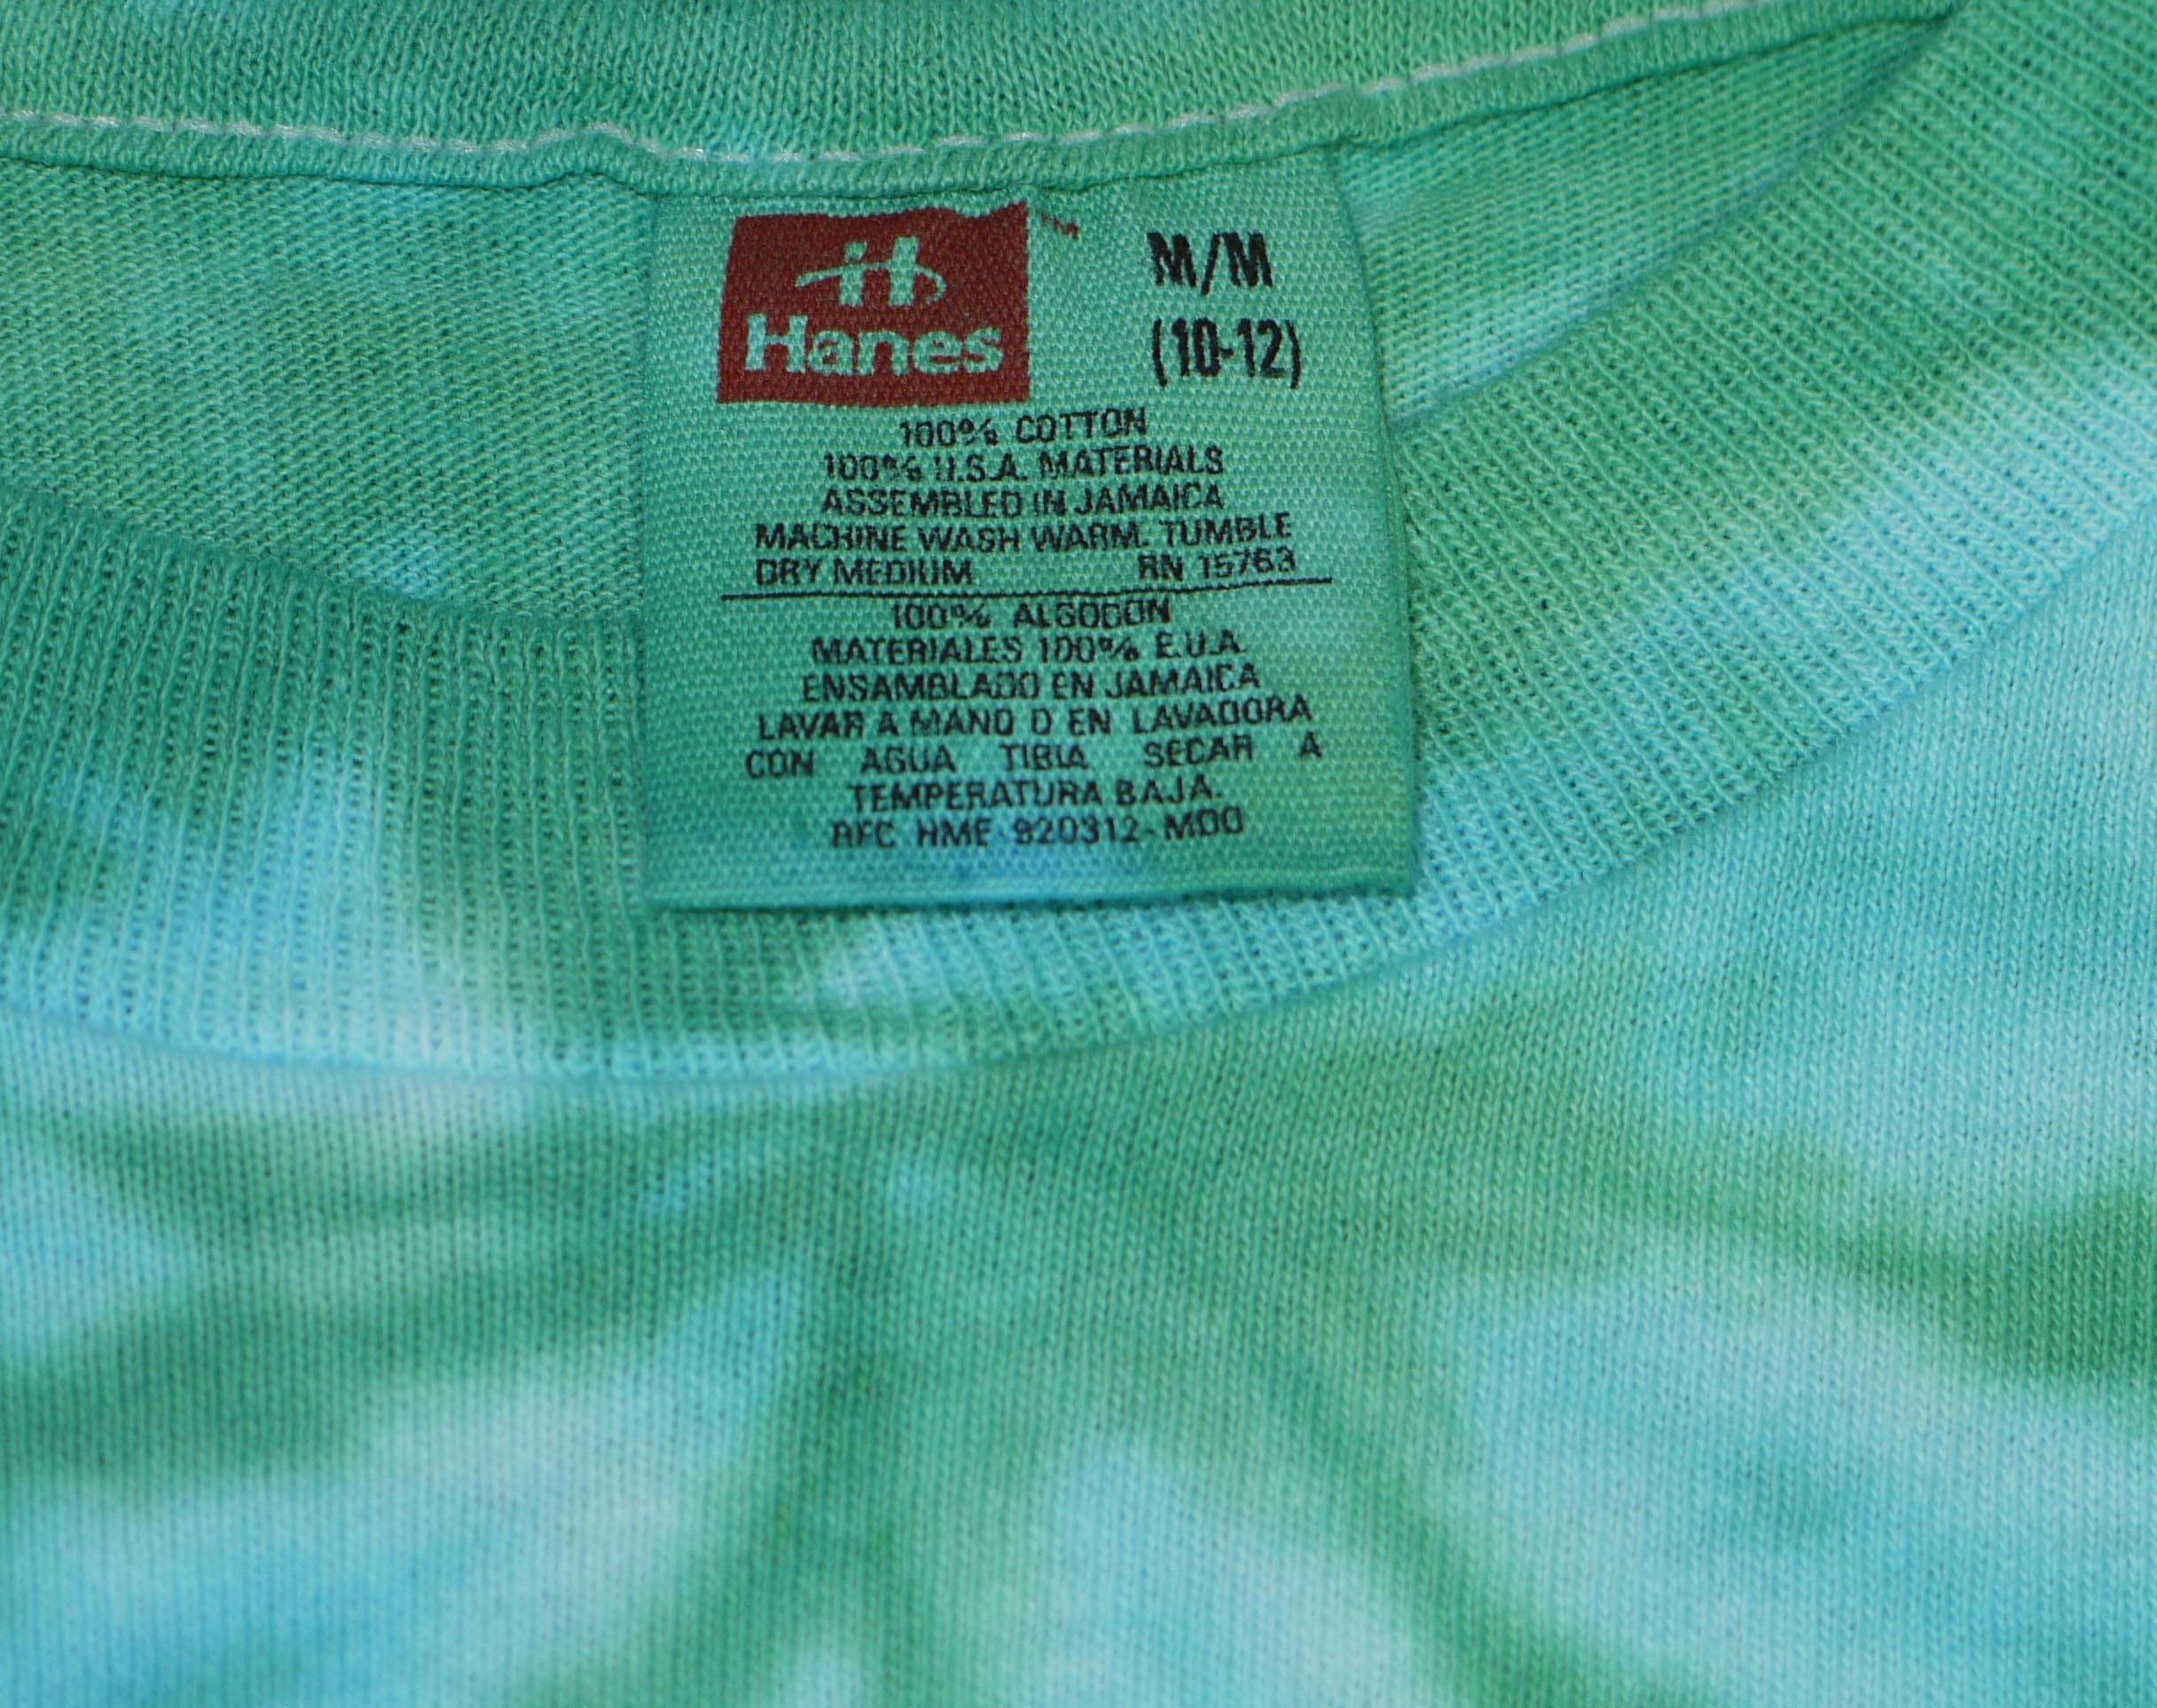 Hanes
TM
M/M
(10-12)
100% COTTON
100% U.S.A. MATERIALS
ASSEMBLED IN JAMAICA
MACHINE WASH WARM. TUMBLE
DRY MEDIUM RN 15763
100% ALGODON
MATERIALES 100% E.U.A.
ENSAMBLADO EN JAMAICA
LAVAR A MANO O EN LAVADORA
CON AGUA TIBIA SECAR A
TEMPERATURA BAJA.
RFC HME-920312-MD0